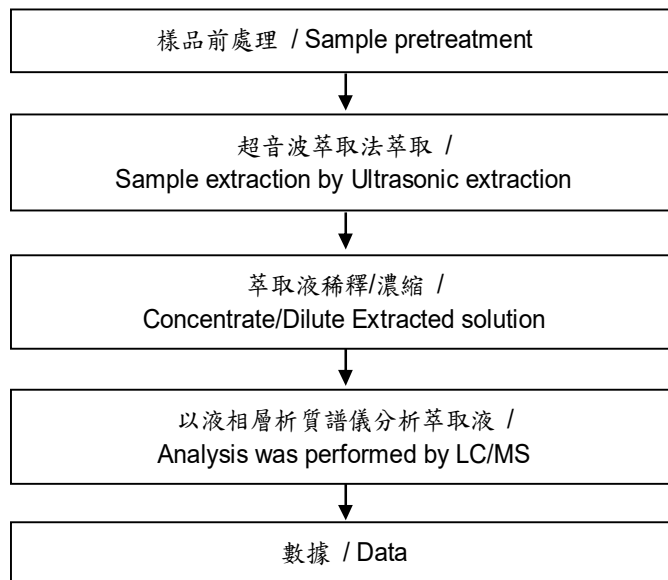 樣品前處理 / Sample pretreatment
超音波萃取法萃取 /
Sample extraction by Ultrasonic extraction
萃取液稀釋/濃縮 /
Concentrate/Dilute Extracted solution
以液相層析質譜儀分析萃取液 /
Analysis was performed by LC/MS
數據 / Data